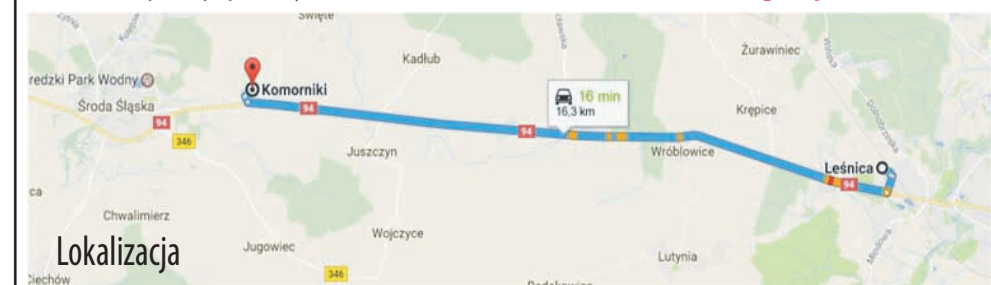 Święte
Kadłub
Żurawiniec
redzki Park Wodny
Komorniki
16 min
16,3 km
Środa Śląska
94
94
94
Krępice
346
Juszczyn
Wróblowice
Leśnica
94
ca
Chwalimierz
Lokalizacja
Jugowiec
Wojczyce
Lutynia
346
Ciechów